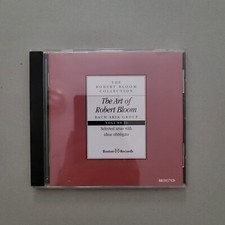 THE
ROBERT BLOOM
COLLECTION
The Art of
Robert Bloom
BACH ARIA GROUP
Selected arias with
oboe obbligato
Boston Records